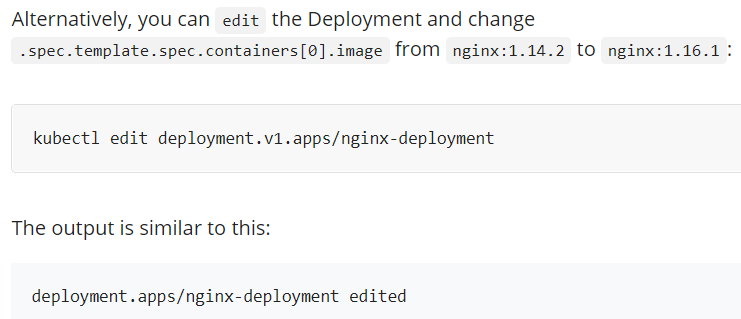 Alternatively, you can edit the Deployment and change
.spec.template.spec.containers[0].image from nginx:1.14.2 to nginx:1.16.1 :
kubectl edit deployment.v1.apps/nginx-deployment
The output is similar to this:
deployment.apps/nginx-deployment edited